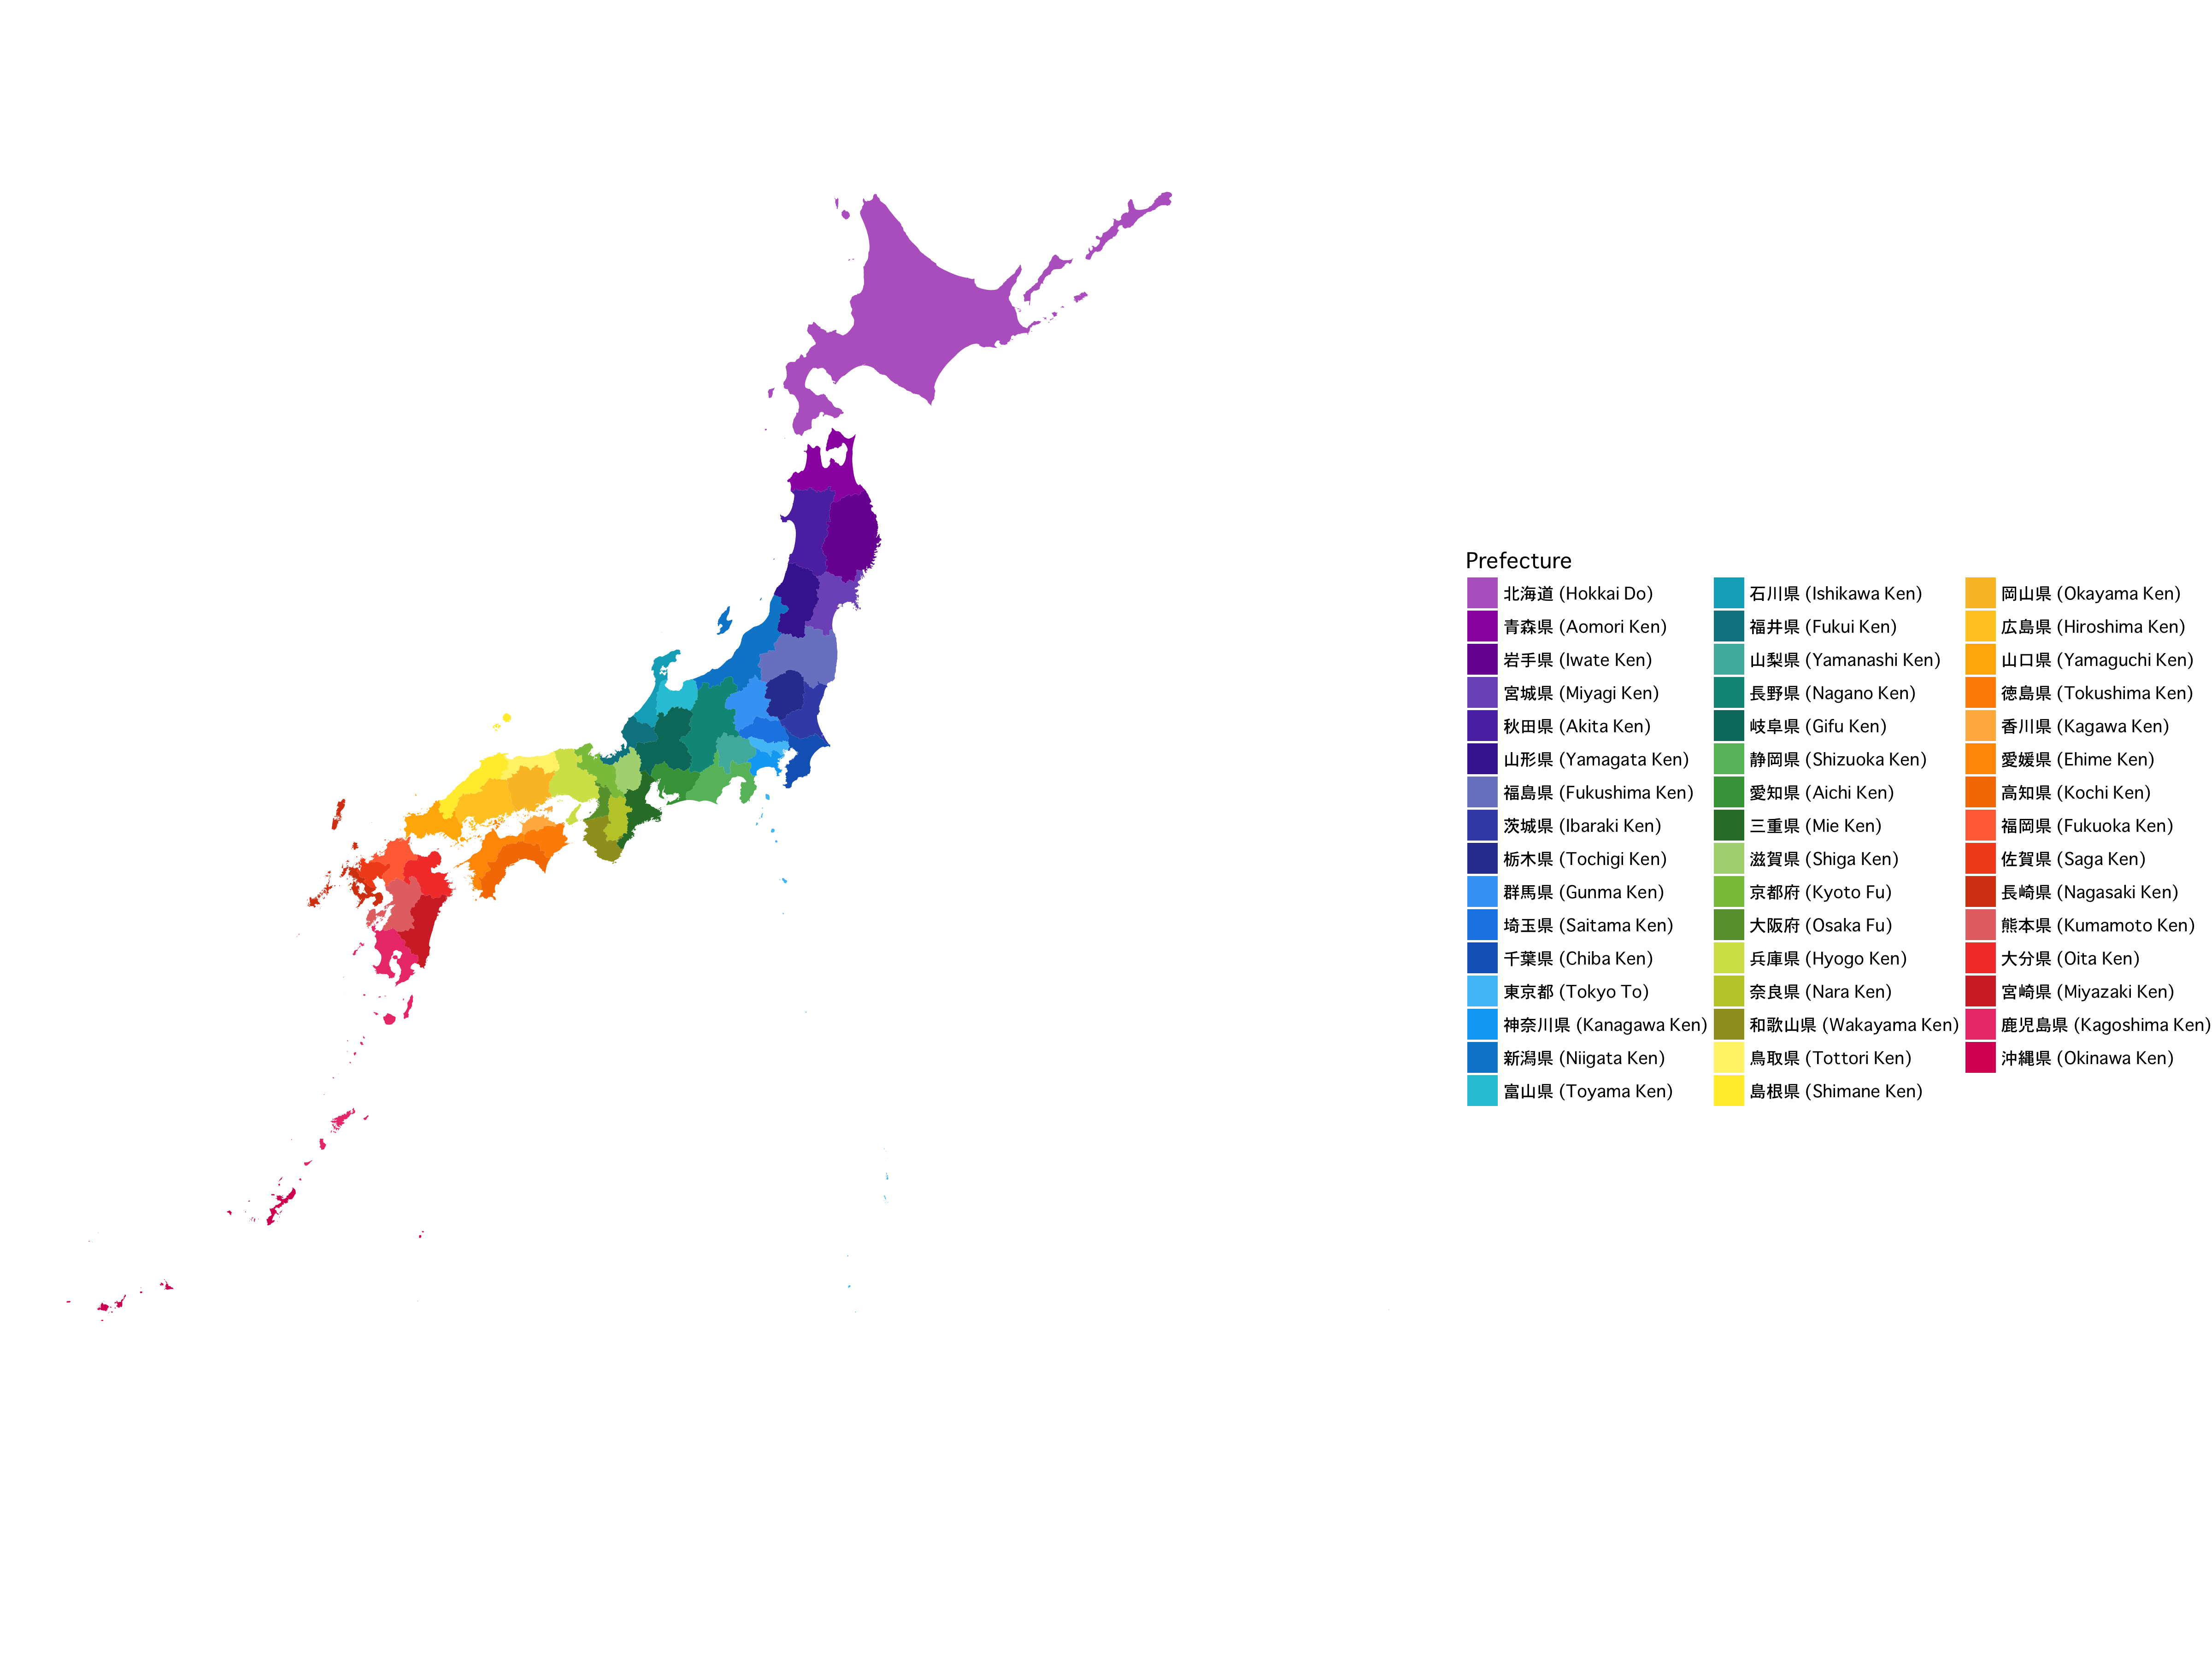 Prefecture
北海道 (Hokkai Do)
青森県 (Aomori Ken)
岩手県 (Iwate Ken)
宮城県 (Miyagi Ken)
秋田県 (Akita Ken)
山形県 (Yamagata Ken)
福島県 (Fukushima Ken)
茨城県 (Ibaraki Ken)
栃木県 (Tochigi Ken)
群馬県 (Gunma Ken)
埼玉県 (Saitama Ken)
千葉県 (Chiba Ken)
東京都 (Tokyo To)
神奈川県 (Kanagawa Ken)
新潟県 (Niigata Ken)
富山県 (Toyama Ken)
石川県 (Ishikawa Ken)
福井県 (Fukui Ken)
山梨県 (Yamanashi Ken)
長野県 (Nagano Ken)
岐阜県 (Gifu Ken)
静岡県 (Shizuoka Ken)
愛知県 (Aichi Ken)
三重県 (Mie Ken)
滋賀県 (Shiga Ken)
京都府 (Kyoto Fu)
大阪府 (Osaka Fu)
兵庫県 (Hyogo Ken)
奈良県 (Nara Ken)
和歌山県 (Wakayama Ken)
鳥取県 (Tottori Ken)
島根県 (Shimane Ken)
岡山県 (Okayama Ken)
広島県 (Hiroshima Ken)
山口県 (Yamaguchi Ken)
徳島県 (Tokushima Ken)
香川県 (Kagawa Ken)
愛媛県 (Ehime Ken)
高知県 (Kochi Ken)
福岡県 (Fukuoka Ken)
佐賀県 (Saga Ken)
長崎県 (Nagasaki Ken)
熊本県 (Kumamoto Ken)
大分県 (Oita Ken)
宮崎県 (Miyazaki Ken)
鹿児島県 (Kagoshima Ken)
沖縄県 (Okinawa Ken)